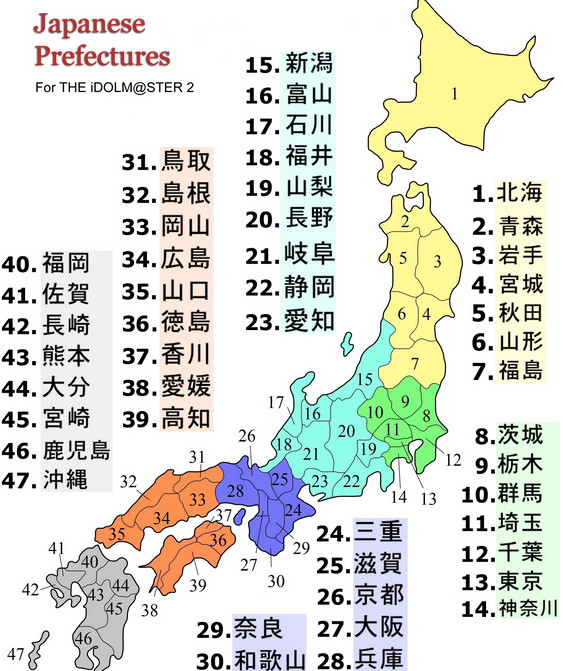 Japanese
Prefectures
For THE iDOLM@STER 2
15. 新潟
16. 富山
17. 石川
18. 福井
19. 山梨
20. 長野
21. 岐阜
22. 静岡
23. 愛知
31. 鳥取
32. 島根
33. 岡山
34. 広島
35. 山口
36. 徳島
37. 香川
38. 愛媛
39. 高知
40. 福岡
41. 佐賀
42. 長崎
43. 熊本
44. 大分
45. 宮崎
46. 鹿児島
47. 沖縄
1. 北海
2. 青森
3. 岩手
4. 宮城
5. 秋田
6. 山形
7. 福島
8. 茨城
9. 栃木
10. 群馬
11. 埼玉
12. 千葉
13. 東京
14. 神奈川
24. 三重
25. 滋賀
26. 京都
27. 大阪
28. 兵庫
29. 奈良
30. 和歌山
1
2
5
3
6
4
7
15
9
10
8
11
12
13
14
17
16
20
19
18
21
23
22
26
25
28
24
29
27
30
31
32
33
34
35
37
36
38
39
41
40
42
43
44
45
46
47